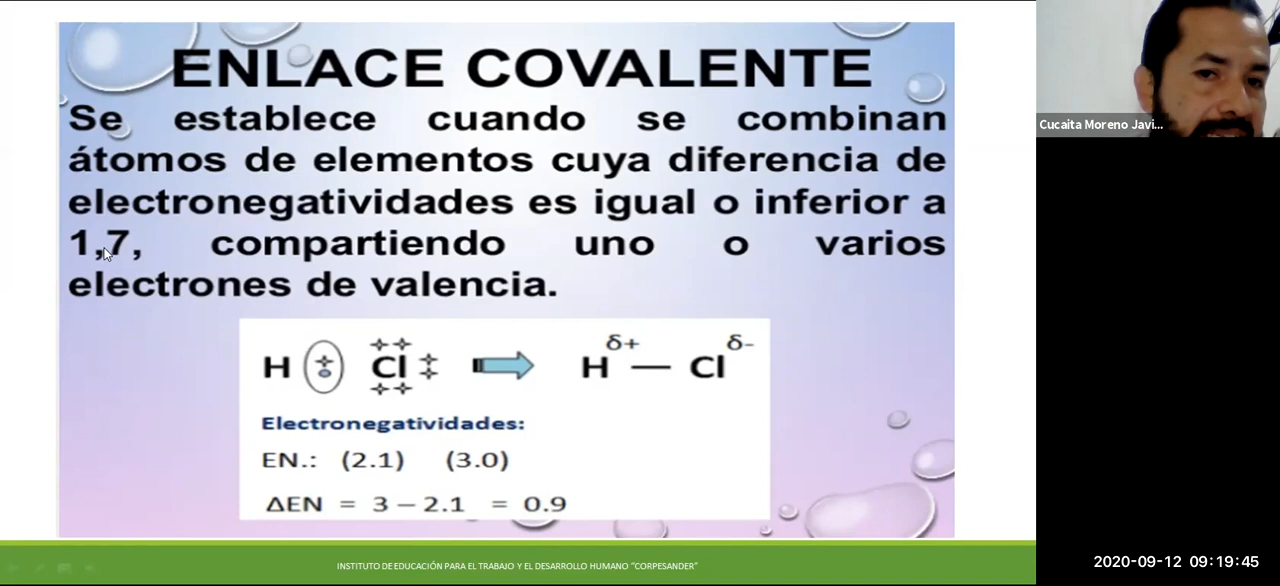 ENLACE COVALENTE
Se establece cuando se combinan
átomos de elementos cuya diferencia de
electronegatividades es igual o inferior a
1,7, compartiendo uno o varios
electrones de valencia.
H Cl H — Cl
δ+ δ-
Electronegatividades:
EN.: (2.1) (3.0)
ΔEN = 3 – 2.1 = 0.9
INSTITUTO DE EDUCACIÓN PARA EL TRABAJO Y EL DESARROLLO HUMANO "CORPESANDER"
Cucaita Moreno Javi...
2020-09-12 09:19:45